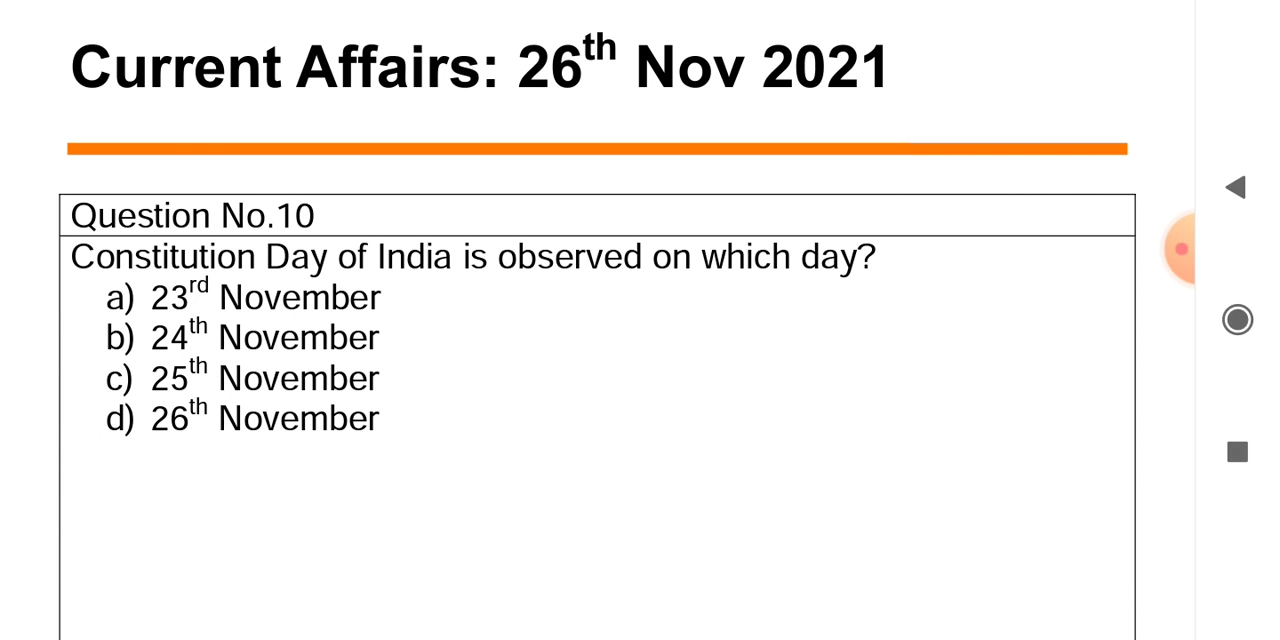 Current Affairs: 26th Nov 2021
Question No.10
Constitution Day of India is observed on which day?
a) 23rd November
b) 24th November
c) 25th November
d) 26th November